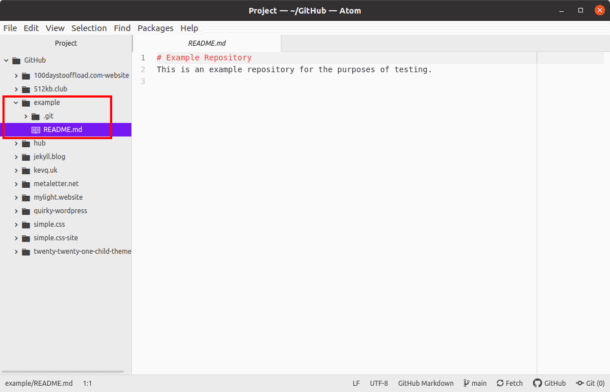 Project — ~/GitHub — Atom
File Edit View Selection Find Packages Help
Project
README.md
GitHub
100daystooffload.com-website
512kb.club
example
.git
README.md
hub
jekyll.blog
kevq.uk
metaletter.net
mylight.website
quirky-wordpress
simple.css
simple.css-site
twenty-twenty-one-child-theme
1 # Example Repository
2 This is an example repository for the purposes of testing.
3
example/README.md 1:1 LF UTF-8 GitHub Markdown main Fetch GitHub Git (0)